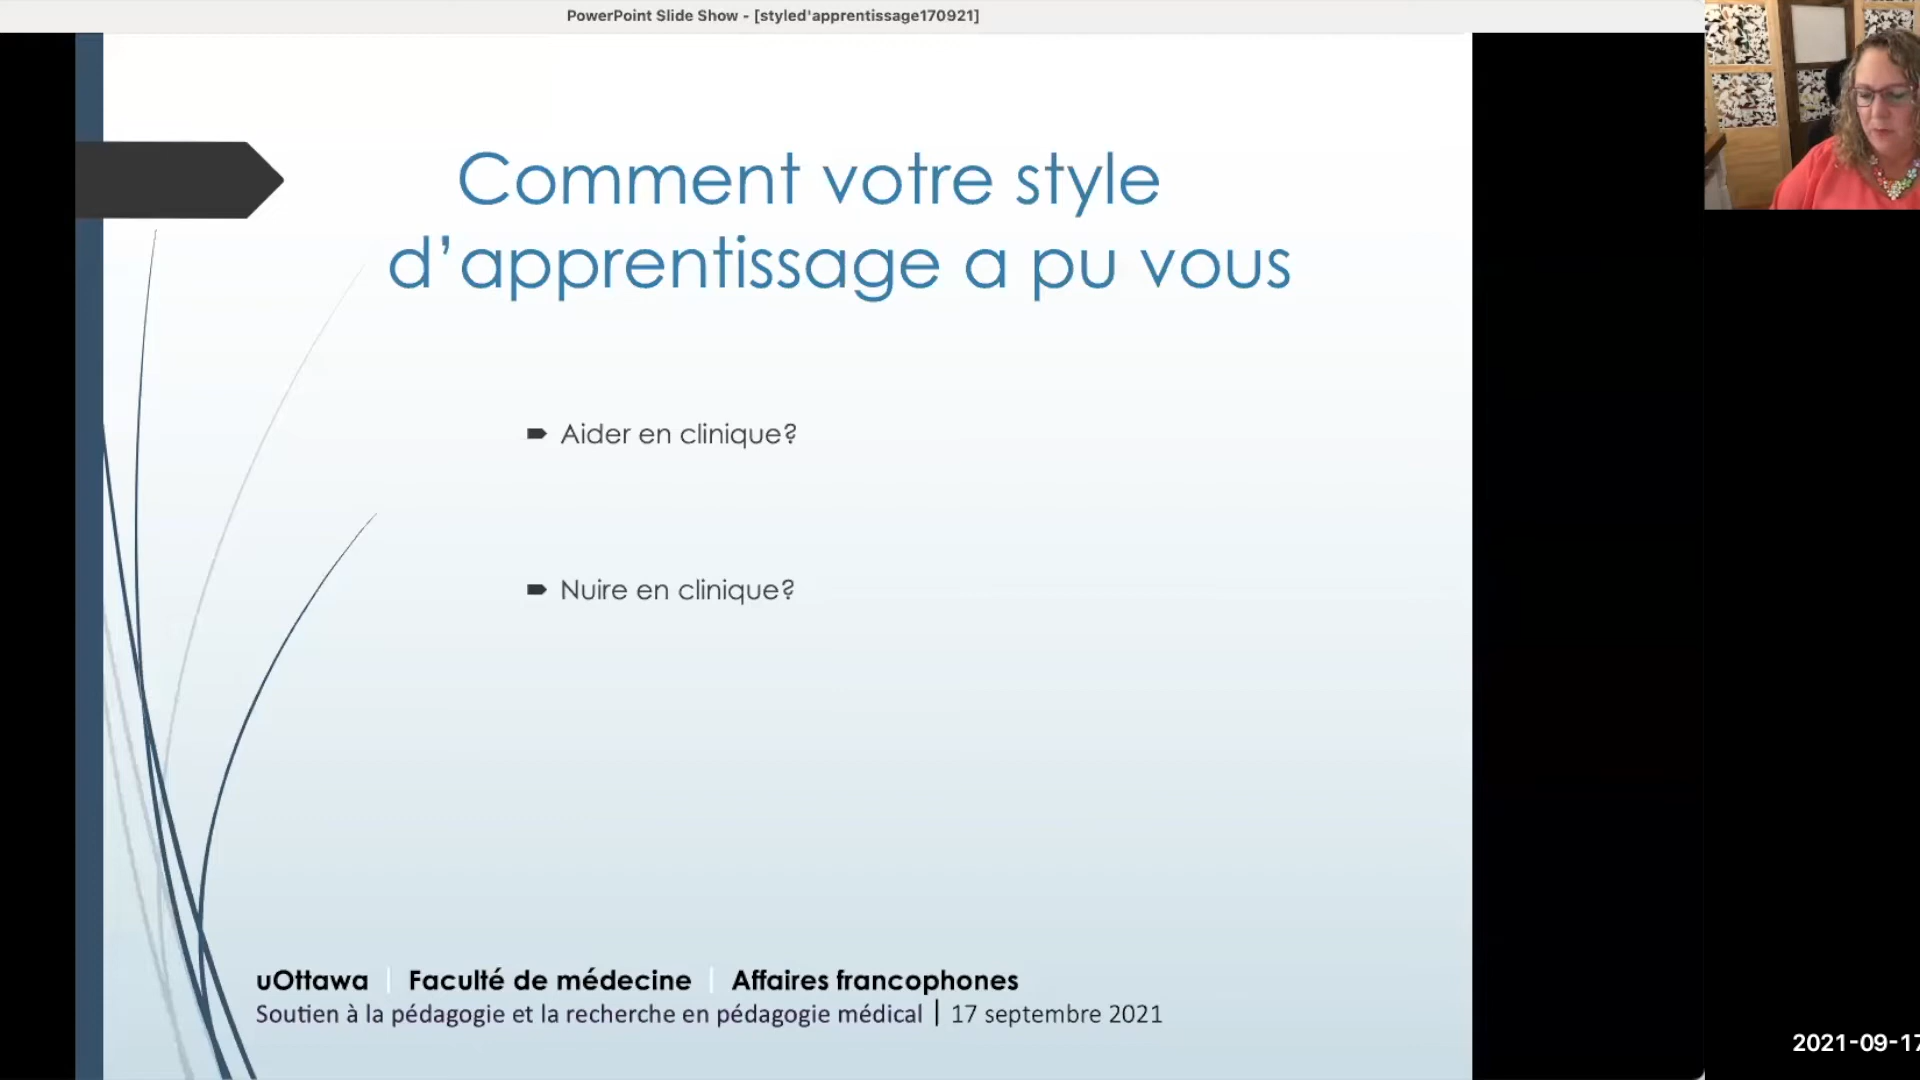 PowerPoint Slide Show - [styled'apprentissage170921]
Comment votre style
d’apprentissage a pu vous
Aider en clinique?
Nuire en clinique?
uOttawa | Faculté de médecine | Affaires francophones
Soutien à la pédagogie et la recherche en pédagogie médical | 17 septembre 2021
2021-09-17